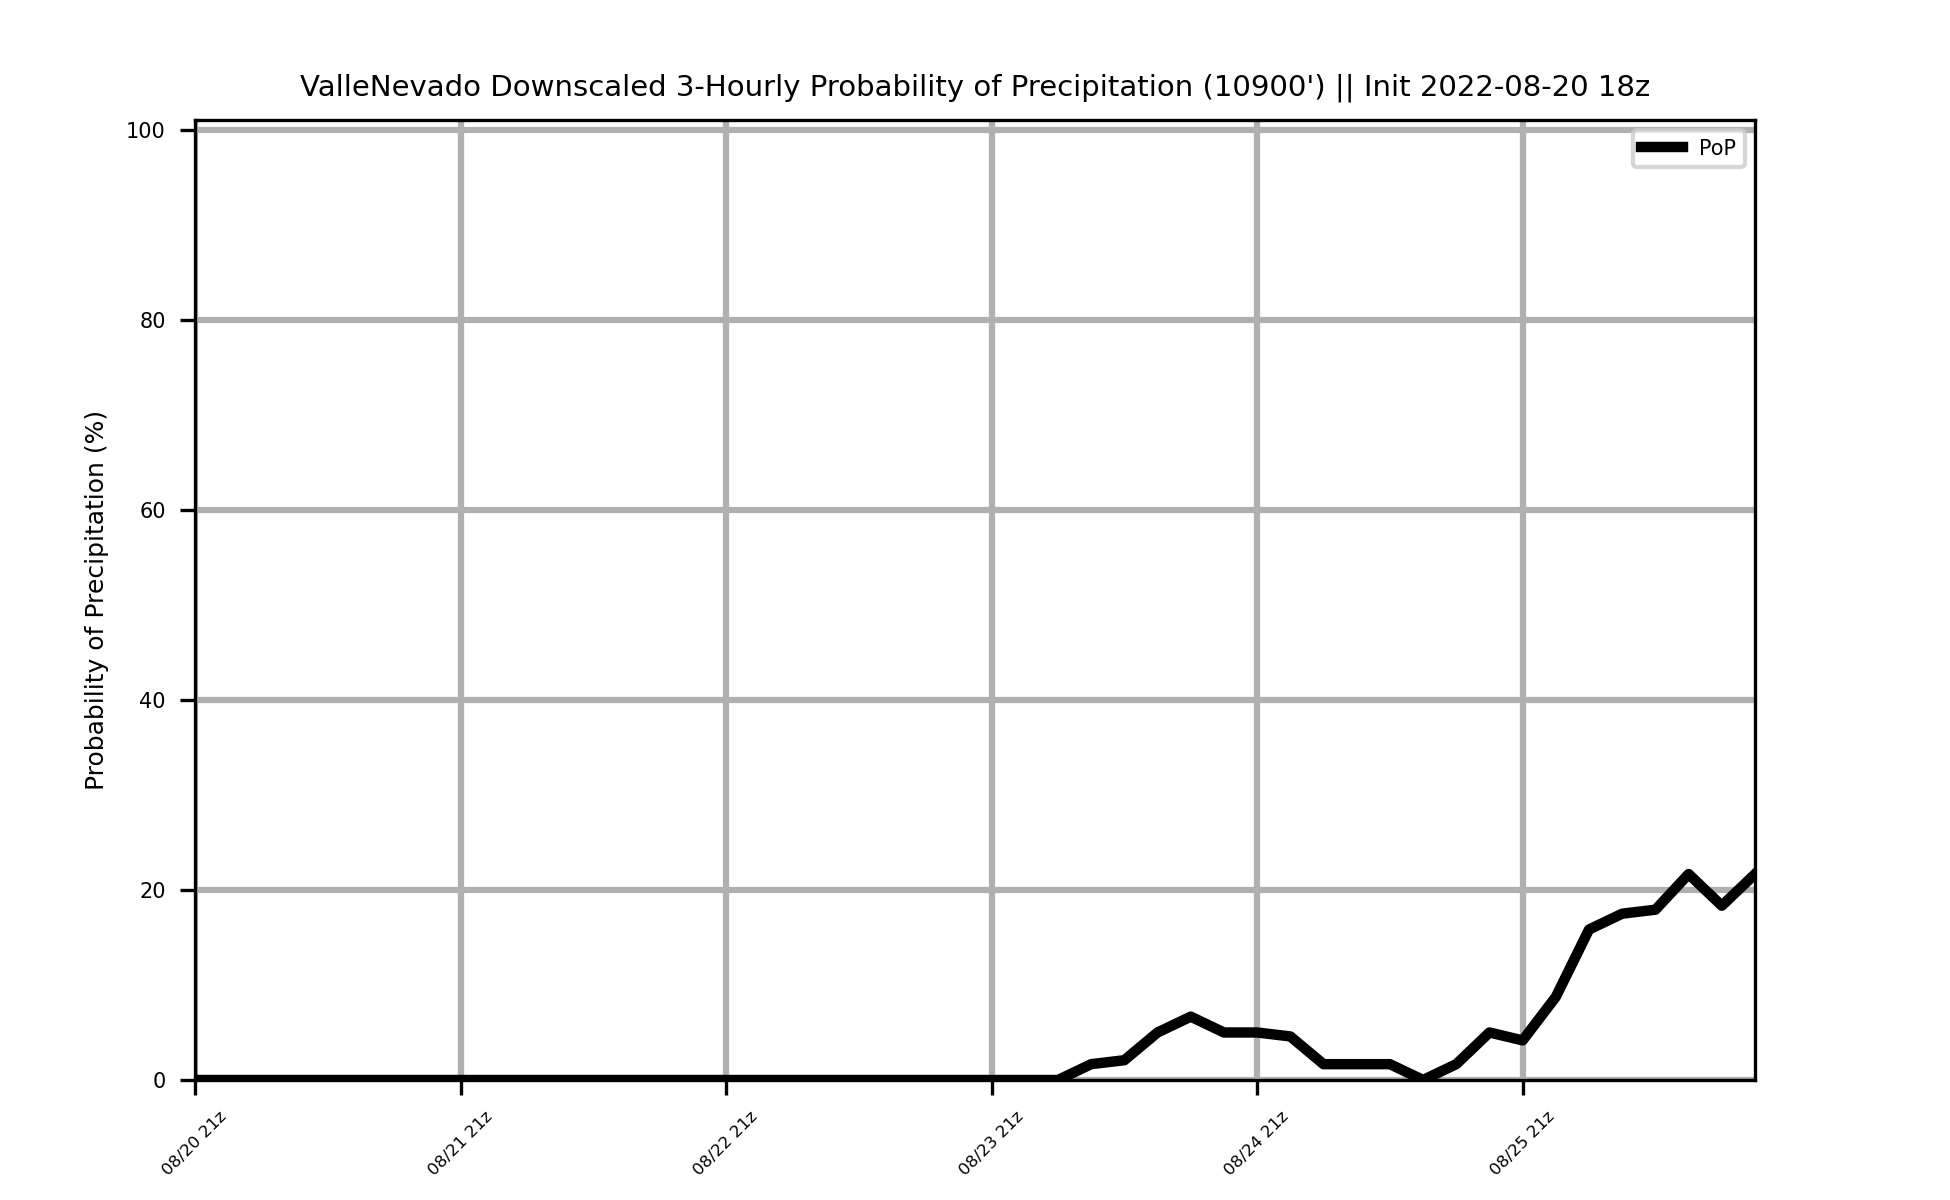 ValleNevado Downscaled 3-Hourly Probability of Precipitation (10900') || Init 2022-08-20 18z
PoP
Probability of Precipitation (%)
100
80
60
40
20
0
08/20 21z
08/21 21z
08/22 21z
08/23 21z
08/24 21z
08/25 21z